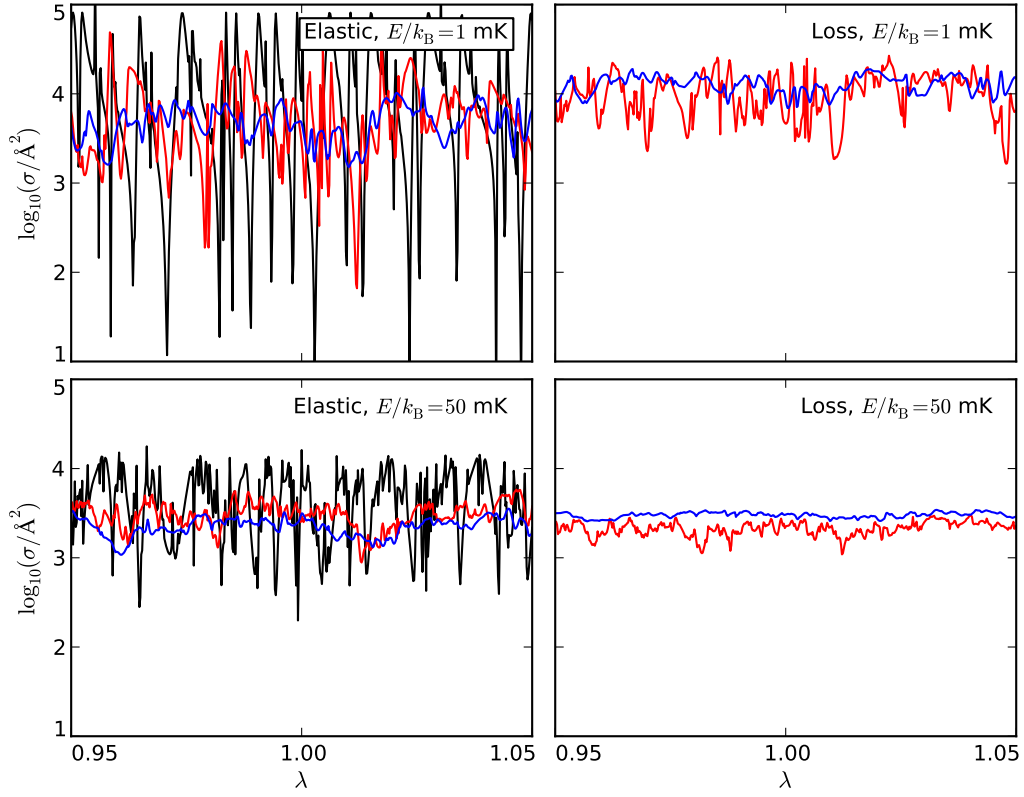 5
4
3
2
1
log₁₀(σ/Å²)
Elastic, E/k_B=1 mK
Loss, E/k_B=1 mK
5
4
3
2
1
log₁₀(σ/Å²)
Elastic, E/k_B=50 mK
Loss, E/k_B=50 mK
0.95
1.00
1.05
λ
0.95
1.00
1.05
λ